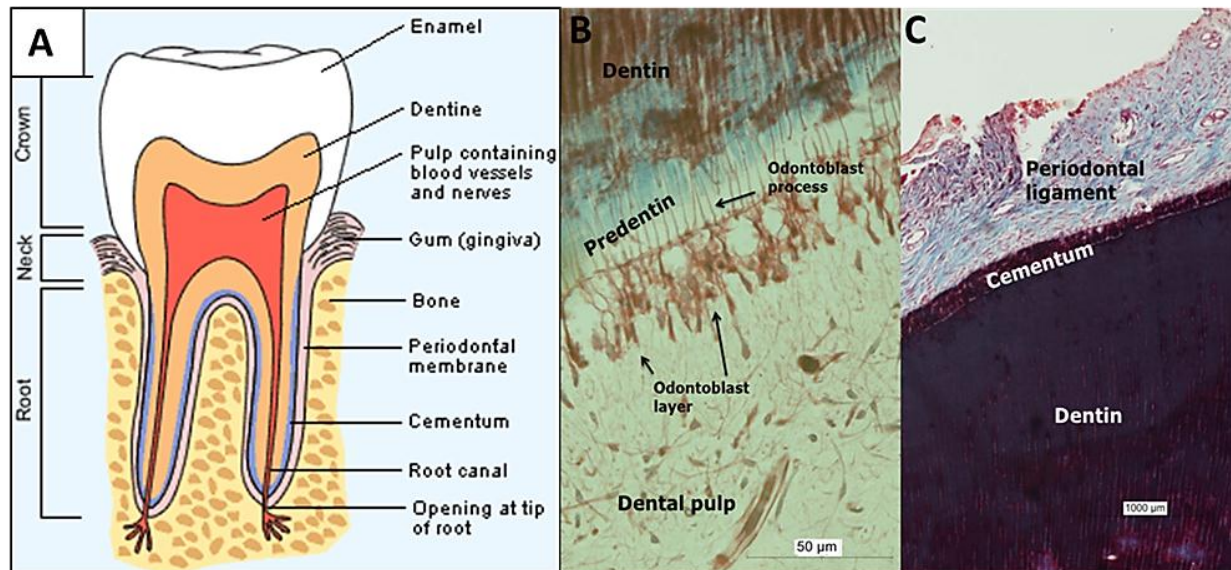 A
Crown
Neck
Root
Enamel
Dentine
Pulp containing
blood vessels
and nerves
Gum (gingiva)
Bone
Periodontal
membrane
Cementum
Root canal
Opening at tip
of root
B
Dentin
Odontoblast
process
Predentin
Odontoblast
layer
Dental pulp
50 µm
C
Periodontal
ligament
Cementum
Dentin
1000 µm